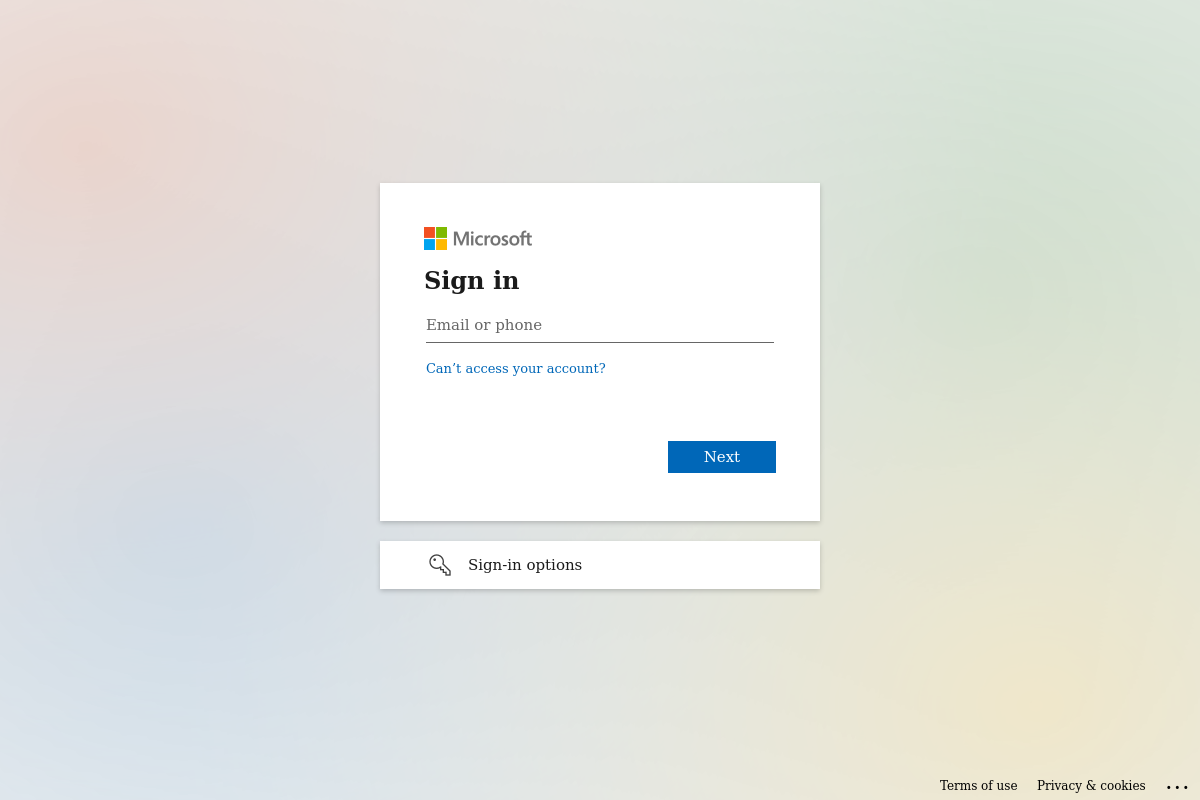 Microsoft
Sign in
Email or phone
Can’t access your account?
Next
Sign-in options
Terms of use Privacy & cookies ...